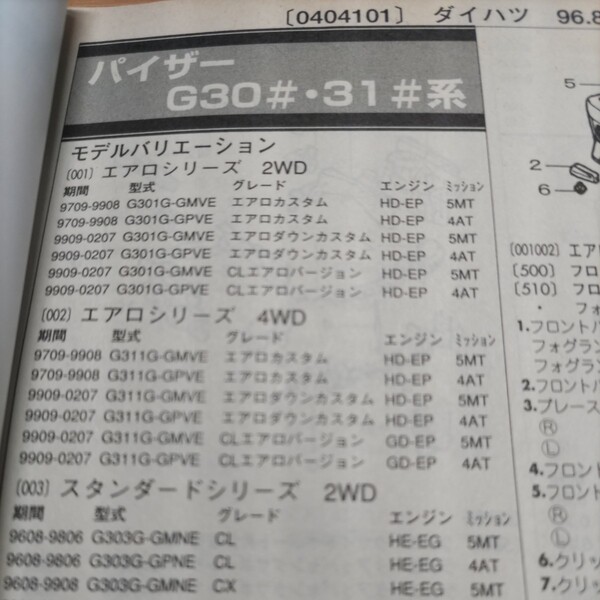 〔0404101〕 ダイハツ 96.8
パイザー
G30#・31#系
モデルバリエーション
〔001〕エアロシリーズ 2WD
期間 型式 グレード エンジン ミッション
9709-9908 G301G-GMVE エアロカスタム HD-EP 5MT
9709-9908 G301G-GPVE エアロカスタム HD-EP 4AT
9909-0207 G301G-GMVE エアロダウンカスタム HD-EP 5MT
9909-0207 G301G-GPVE エアロダウンカスタム HD-EP 4AT
9909-0207 G301G-GMVE CLエアロバージョン HD-EP 5MT
9909-0207 G301G-GPVE CLエアロバージョン HD-EP 4AT
〔002〕エアロシリーズ 4WD
期間 型式 グレード エンジン ミッション
9709-9908 G311G-GMVE エアロカスタム HD-EP 5MT
9709-9908 G311G-GPVE エアロカスタム HD-EP 4AT
9909-0207 G311G-GMVE エアロダウンカスタム HD-EP 5MT
9909-0207 G311G-GPVE エアロダウンカスタム HD-EP 4AT
9909-0207 G311G-GMVE CLエアロバージョン GD-EP 5MT
9909-0207 G311G-GPVE CLエアロバージョン GD-EP 4AT
〔003〕スタンダードシリーズ 2WD
期間 型式 グレード エンジン ミッション
9608-9806 G303G-GMNE CL HE-EG 5MT
9608-9806 G303G-GPNE CL HE-EG 4AT
9608-9908 G303G-GMNE CX HE-EG 5MT
5
2
6
〔001002〕エア
〔500〕 フロ
〔510〕 フロ
・ フォ
1.フロントバ
フォグラン
フォグラン
2.フロントバ
3.ブレース
Ⓡ
Ⓛ
4.フロント
5.フロント
Ⓡ
Ⓛ
6.クリッ
7.クリッ